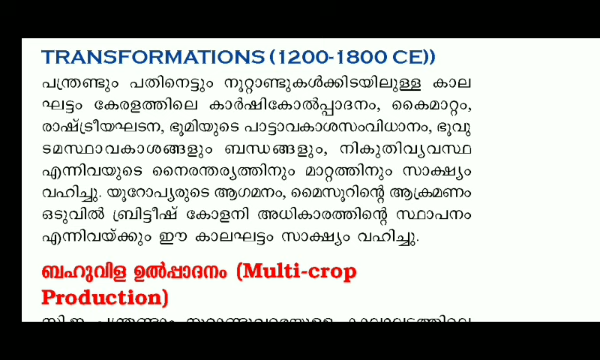 TRANSFORMATIONS (1200-1800 CE))
പന്ത്രണ്ടും പതിനെട്ടും നൂറ്റാണ്ടുകൾക്കിടയിലുള്ള കാല
ഘട്ടം കേരളത്തിലെ കാർഷികോൽപ്പാദനം, കൈമാറ്റം,
രാഷ്ട്രീയഘടന, ഭൂമിയുടെ പാട്ടാവകാശസംവിധാനം, ഭൂവു
ടമസ്ഥാവകാശങ്ങളും ബന്ധങ്ങളും, നികുതിവ്യവസ്ഥ
എന്നിവയുടെ നൈരന്തര്യത്തിനും മാറ്റത്തിനും സാക്ഷ്യം
വഹിച്ചു. യൂറോപ്യരുടെ ആഗമനം, മൈസൂറിന്റെ ആക്രമണം
ഒടുവിൽ ബ്രിട്ടീഷ് കോളനി അധികാരത്തിന്റെ സ്ഥാപനം
എന്നിവയ്ക്കും ഈ കാലഘട്ടം സാക്ഷ്യം വഹിച്ചു.
ബഹുവിള ഉൽപ്പാദനം (Multi-crop
Production)